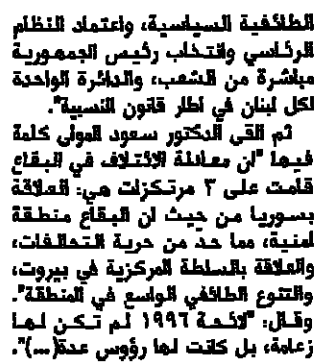 الطائفية السياسية، واعتماد النظام
الرئاسي وانتخاب رئيس الجمهورية
مباشرة من الشعب، والدائرة الواحدة
لكل لبنان في اطار قانون النسبية".
ثم القى الدكتور سعود المولى كلمة
فيها "ان معادلة الائتلاف في البقاع
قامت على ٣ مرتكزات هي: العلاقة
بسوريا من حيث ان البقاع منطقة
امنية، مما حد من حرية التحالفات،
والعلاقة بالسلطة المركزية في بيروت،
والتنوع الطائفي الواسع في المنطقة".
وقال: "لائحة ١٩٩٦ لم تكن لها
زعامة، بل كانت لها رؤوس عدة(...)".